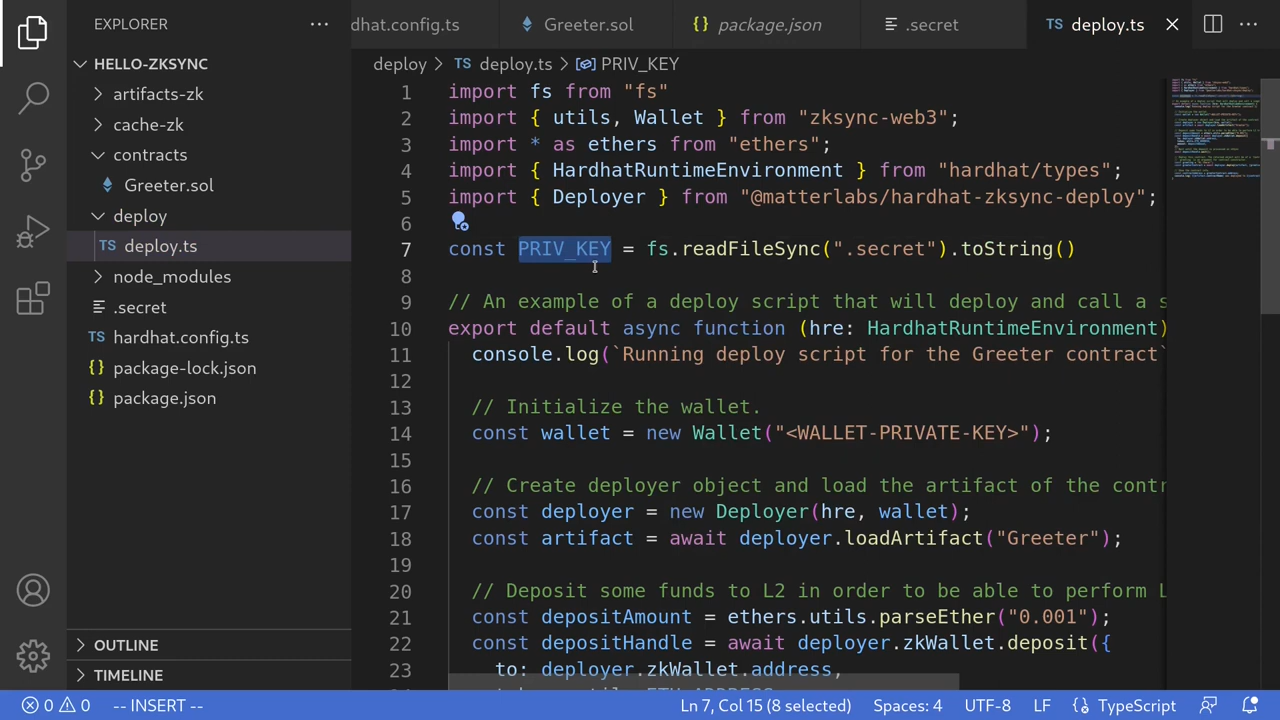 EXPLORER
HELLO-ZKSYNC
artifacts-zk
cache-zk
contracts
Greeter.sol
deploy
TS deploy.ts
node_modules
.secret
TS hardhat.config.ts
{} package-lock.json
{} package.json
OUTLINE
TIMELINE
dhat.config.ts
Greeter.sol
{} package.json
.secret
TS deploy.ts
deploy > TS deploy.ts > PRIV_KEY
1 import fs from "fs"
2 import { utils, Wallet } from "zksync-web3";
3 import * as ethers from "ethers";
4 import { HardhatRuntimeEnvironment } from "hardhat/types";
5 import { Deployer } from "@matterlabs/hardhat-zksync-deploy";
6
7 const PRIV_KEY = fs.readFileSync(".secret").toString()
8
9 // An example of a deploy script that will deploy and call a s
10 export default async function (hre: HardhatRuntimeEnvironment)
11 console.log(`Running deploy script for the Greeter contract`
12
13 // Initialize the wallet.
14 const wallet = new Wallet("<WALLET-PRIVATE-KEY>");
15
16 // Create deployer object and load the artifact of the contr
17 const deployer = new Deployer(hre, wallet);
18 const artifact = await deployer.loadArtifact("Greeter");
19
20 // Deposit some funds to L2 in order to be able to perform L
21 const depositAmount = ethers.utils.parseEther("0.001");
22 const depositHandle = await deployer.zkWallet.deposit({
23 to: deployer.zkWallet.address,
0 0 -- INSERT -- Ln 7, Col 15 (8 selected) Spaces: 4 UTF-8 LF {} TypeScript